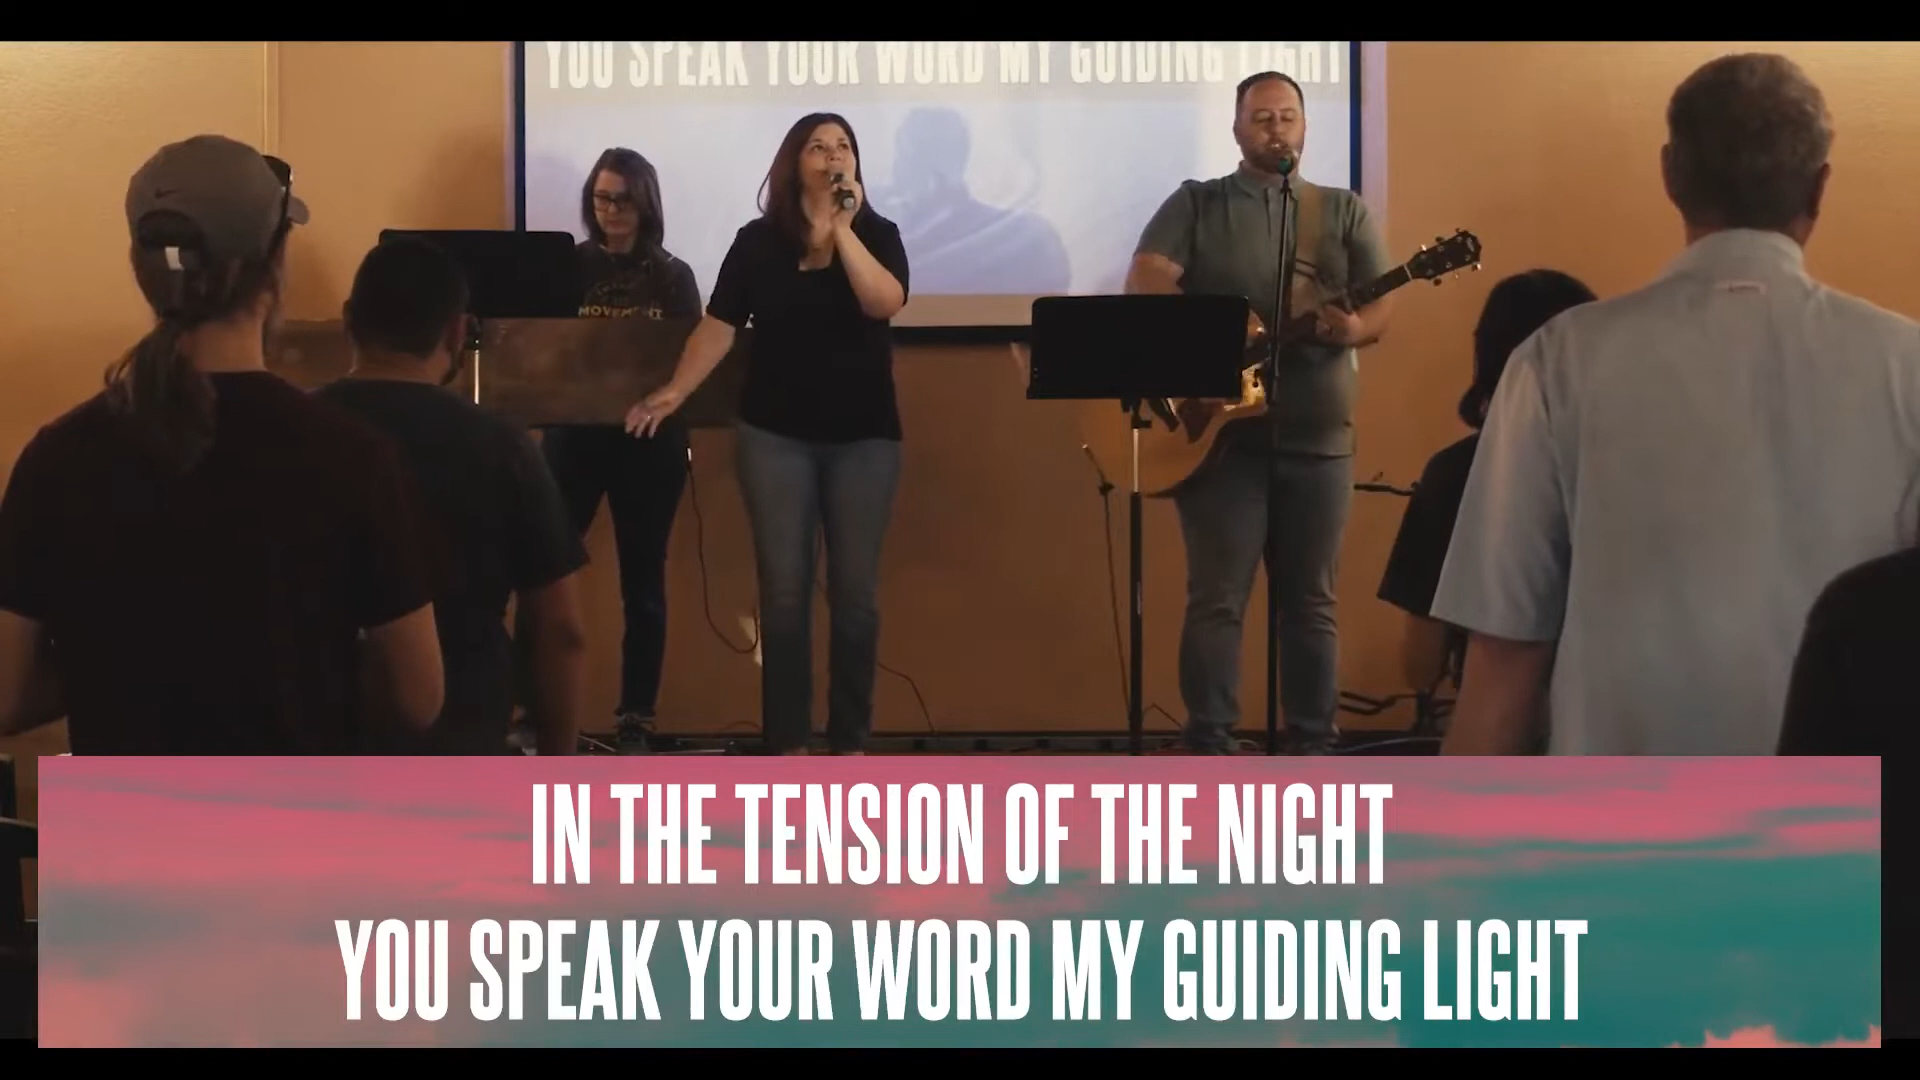 YOU SPEAK YOUR WORD MY GUIDING LIGHT
MOVEMENT
IN THE TENSION OF THE NIGHT
YOU SPEAK YOUR WORD MY GUIDING LIGHT